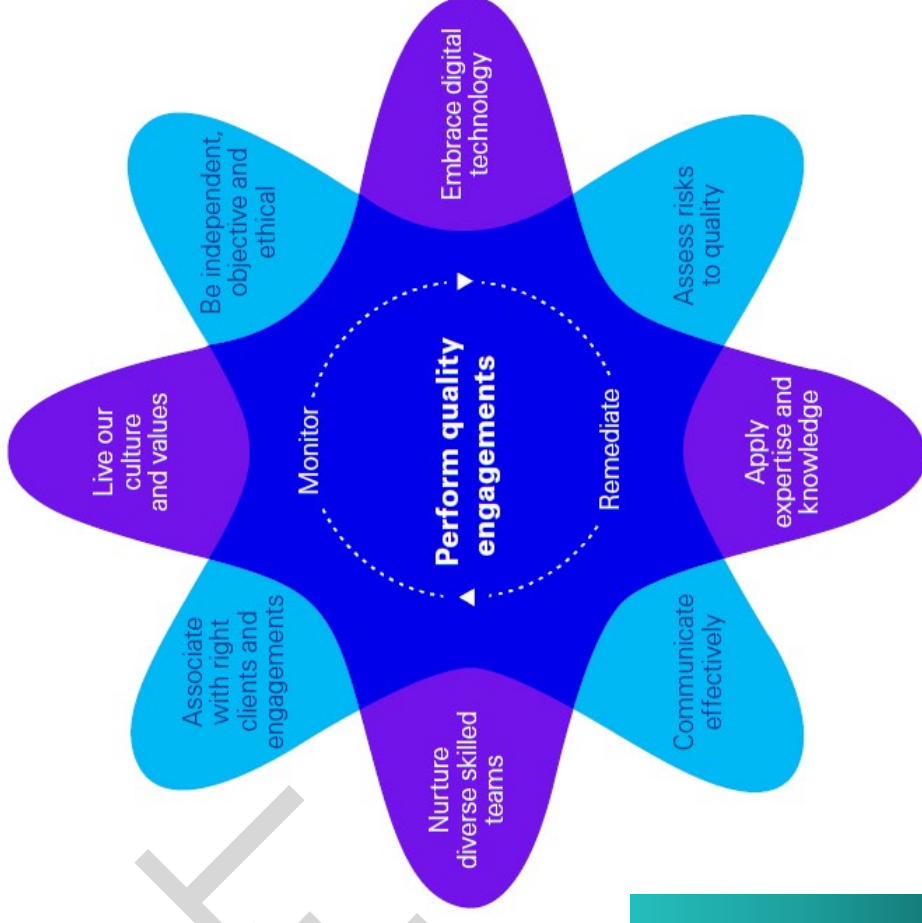 Perform quality
engagements
Monitor
Remediate
Live our
culture
and values
Be independent,
objective and
ethical
Embrace digital
technology
Assess risks
to quality
Apply
expertise and
knowledge
Communicate
effectively
Nurture
diverse skilled
teams
Associate
with right
clients and
engagements